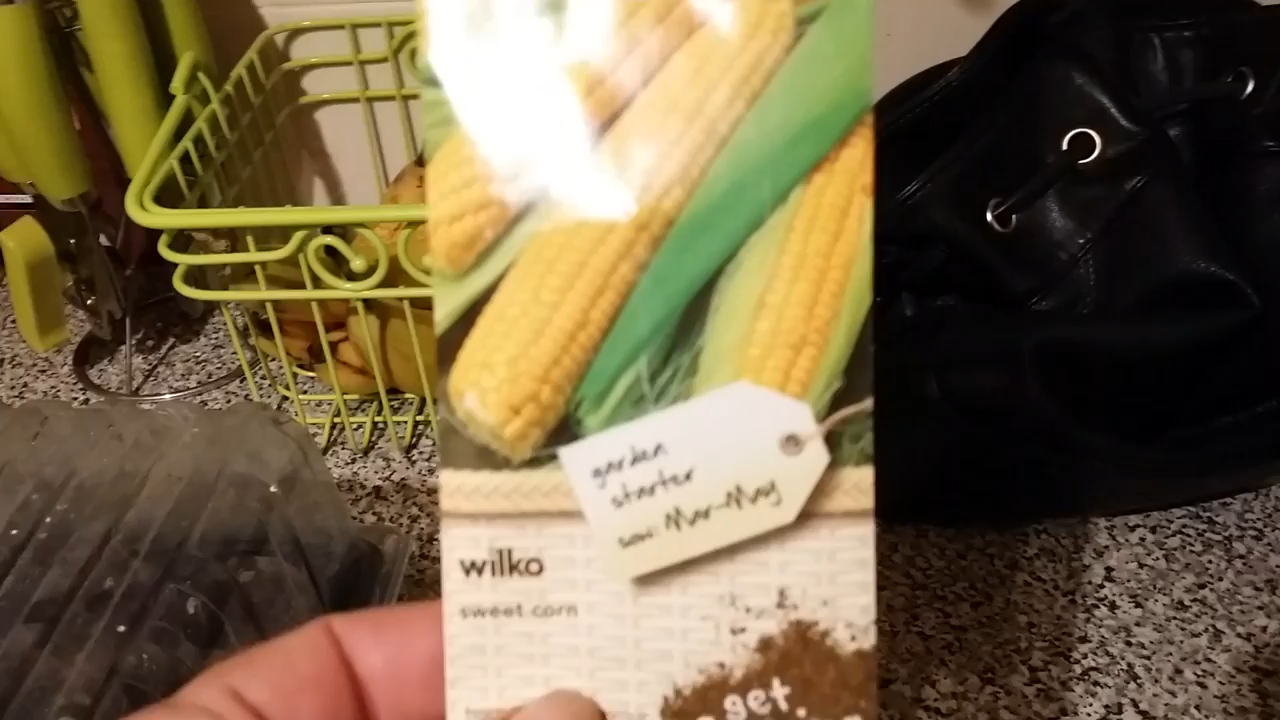 garden
starter
sow: Mar-May
wilko
sweet corn
get